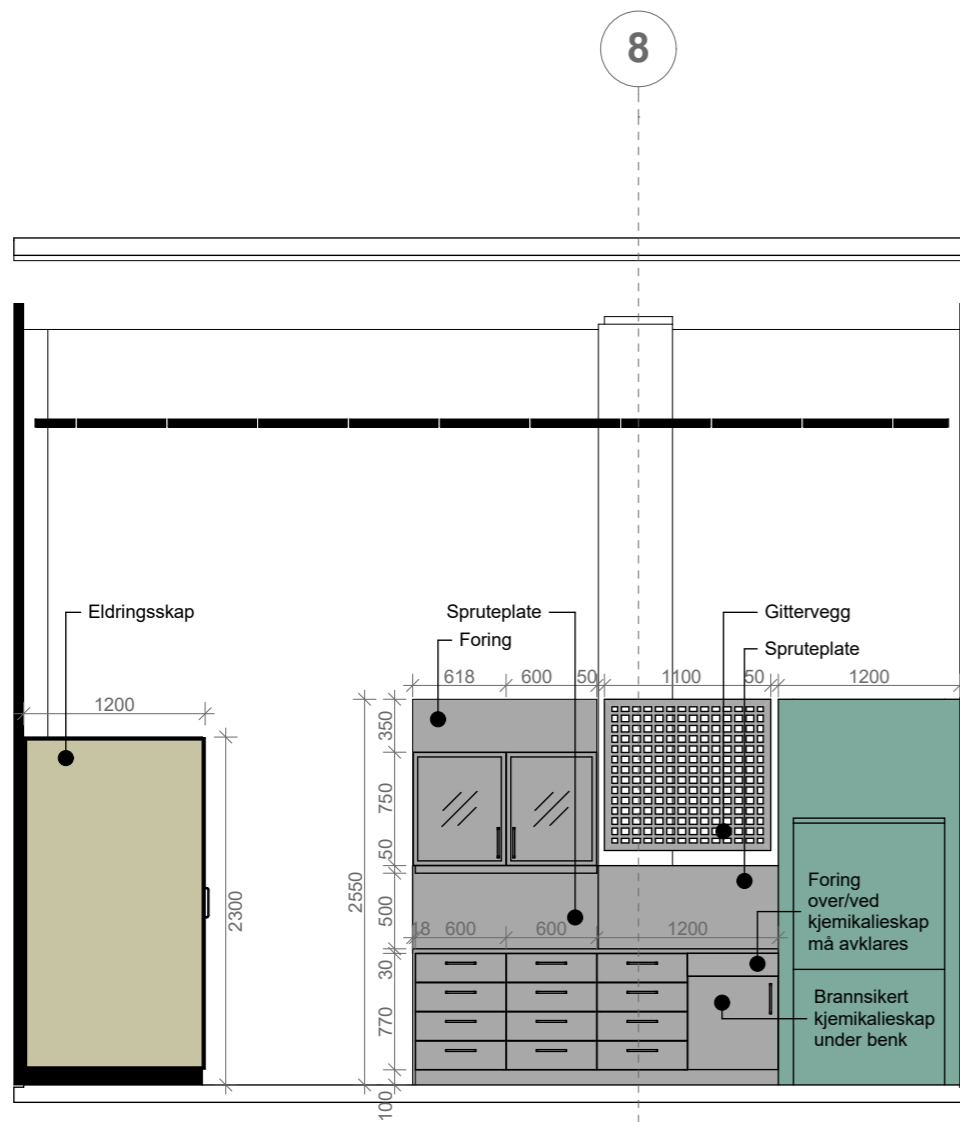 8
Eldringsskap
Spruteplate
Foring
Gittervegg
Spruteplate
618
600
50
1100
50
1200
1200
350
750
50
500
30
770
100
2550
2300
18
600
600
1200
Foring
over/ved
kjemikalieskap
må avklares
Brannsikert
kjemikalieskap
under benk